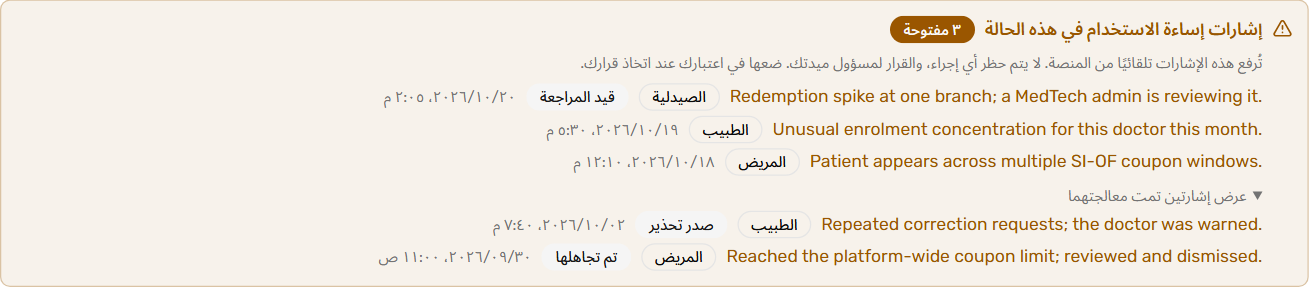 إشارات إساءة الاستخدام في هذه الحالة ٣ مفتوحة
تُرفع هذه الإشارات تلقائيًا من المنصة. لا يتم حظر أي إجراء، والقرار لمسؤول ميدتك. ضعها في اعتبارك عند اتخاذ قرارك.
Redemption spike at one branch; a MedTech admin is reviewing it. الصيدلية قيد المراجعة ٢٠٢٦/١٠/٢٠، ٢:٠٥ م
Unusual enrolment concentration for this doctor this month. الطبيب ٢٠٢٦/١٠/١٩، ٥:٣٠ م
Patient appears across multiple SI-OF coupon windows. المريض ٢٠٢٦/١٠/١٨، ١٢:١٠ م
▼ عرض إشارتين تمت معالجتهما
Repeated correction requests; the doctor was warned. الطبيب صدر تحذير ٢٠٢٦/١٠/٠٢، ٧:٤٠ م
Reached the platform-wide coupon limit; reviewed and dismissed. المريض تم تجاهلها ٢٠٢٦/٠٩/٣٠، ١١:٠٠ ص